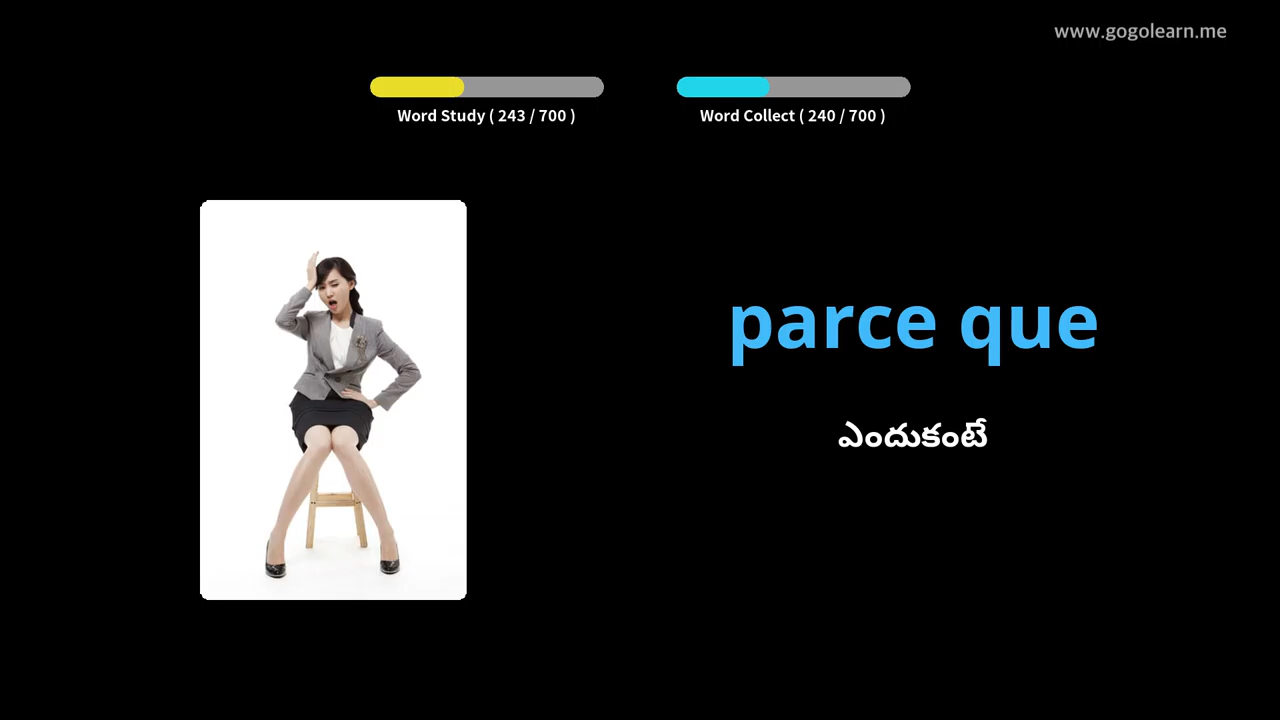 www.gogolearn.me
Word Study ( 243 / 700 )
Word Collect ( 240 / 700 )
parce que
ఎందుకంటే